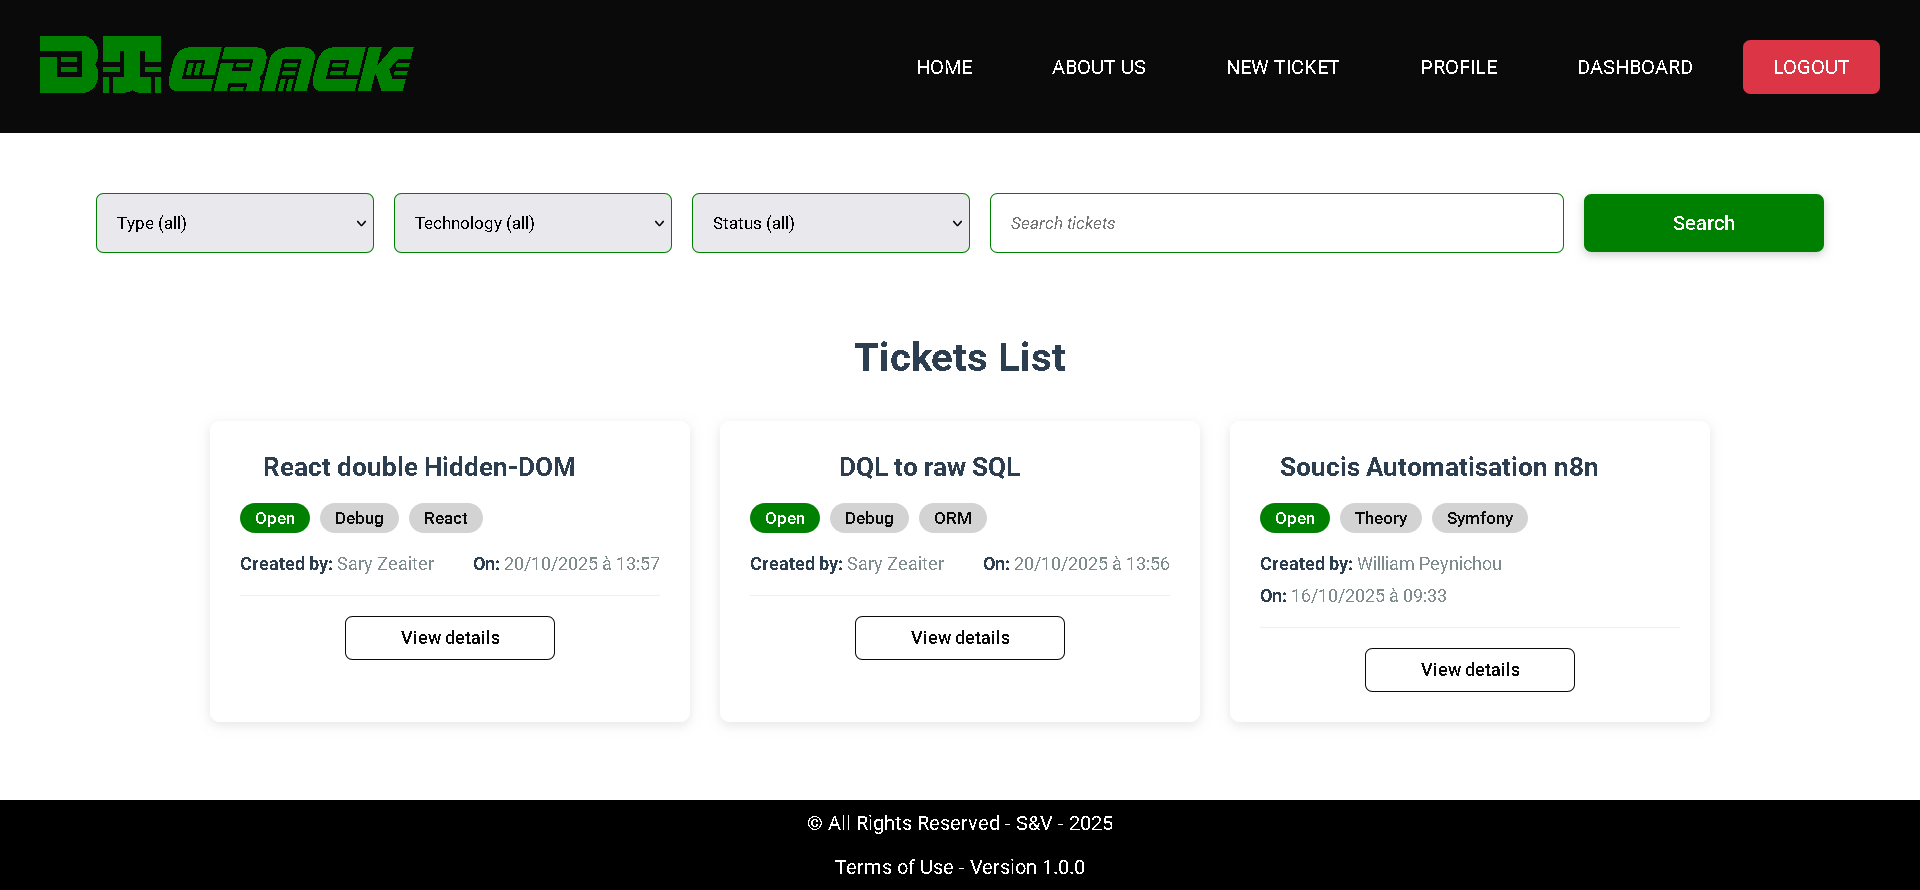 BT CRACK
HOME ABOUT US NEW TICKET PROFILE DASHBOARD LOGOUT
Type (all) Technology (all) Status (all) Search tickets Search
Tickets List
React double Hidden-DOM
Open Debug React
Created by: Sary Zeaiter On: 20/10/2025 à 13:57
View details
DQL to raw SQL
Open Debug ORM
Created by: Sary Zeaiter On: 20/10/2025 à 13:56
View details
Soucis Automatisation n8n
Open Theory Symfony
Created by: William Peynichou
On: 16/10/2025 à 09:33
View details
© All Rights Reserved - S&V - 2025
Terms of Use - Version 1.0.0